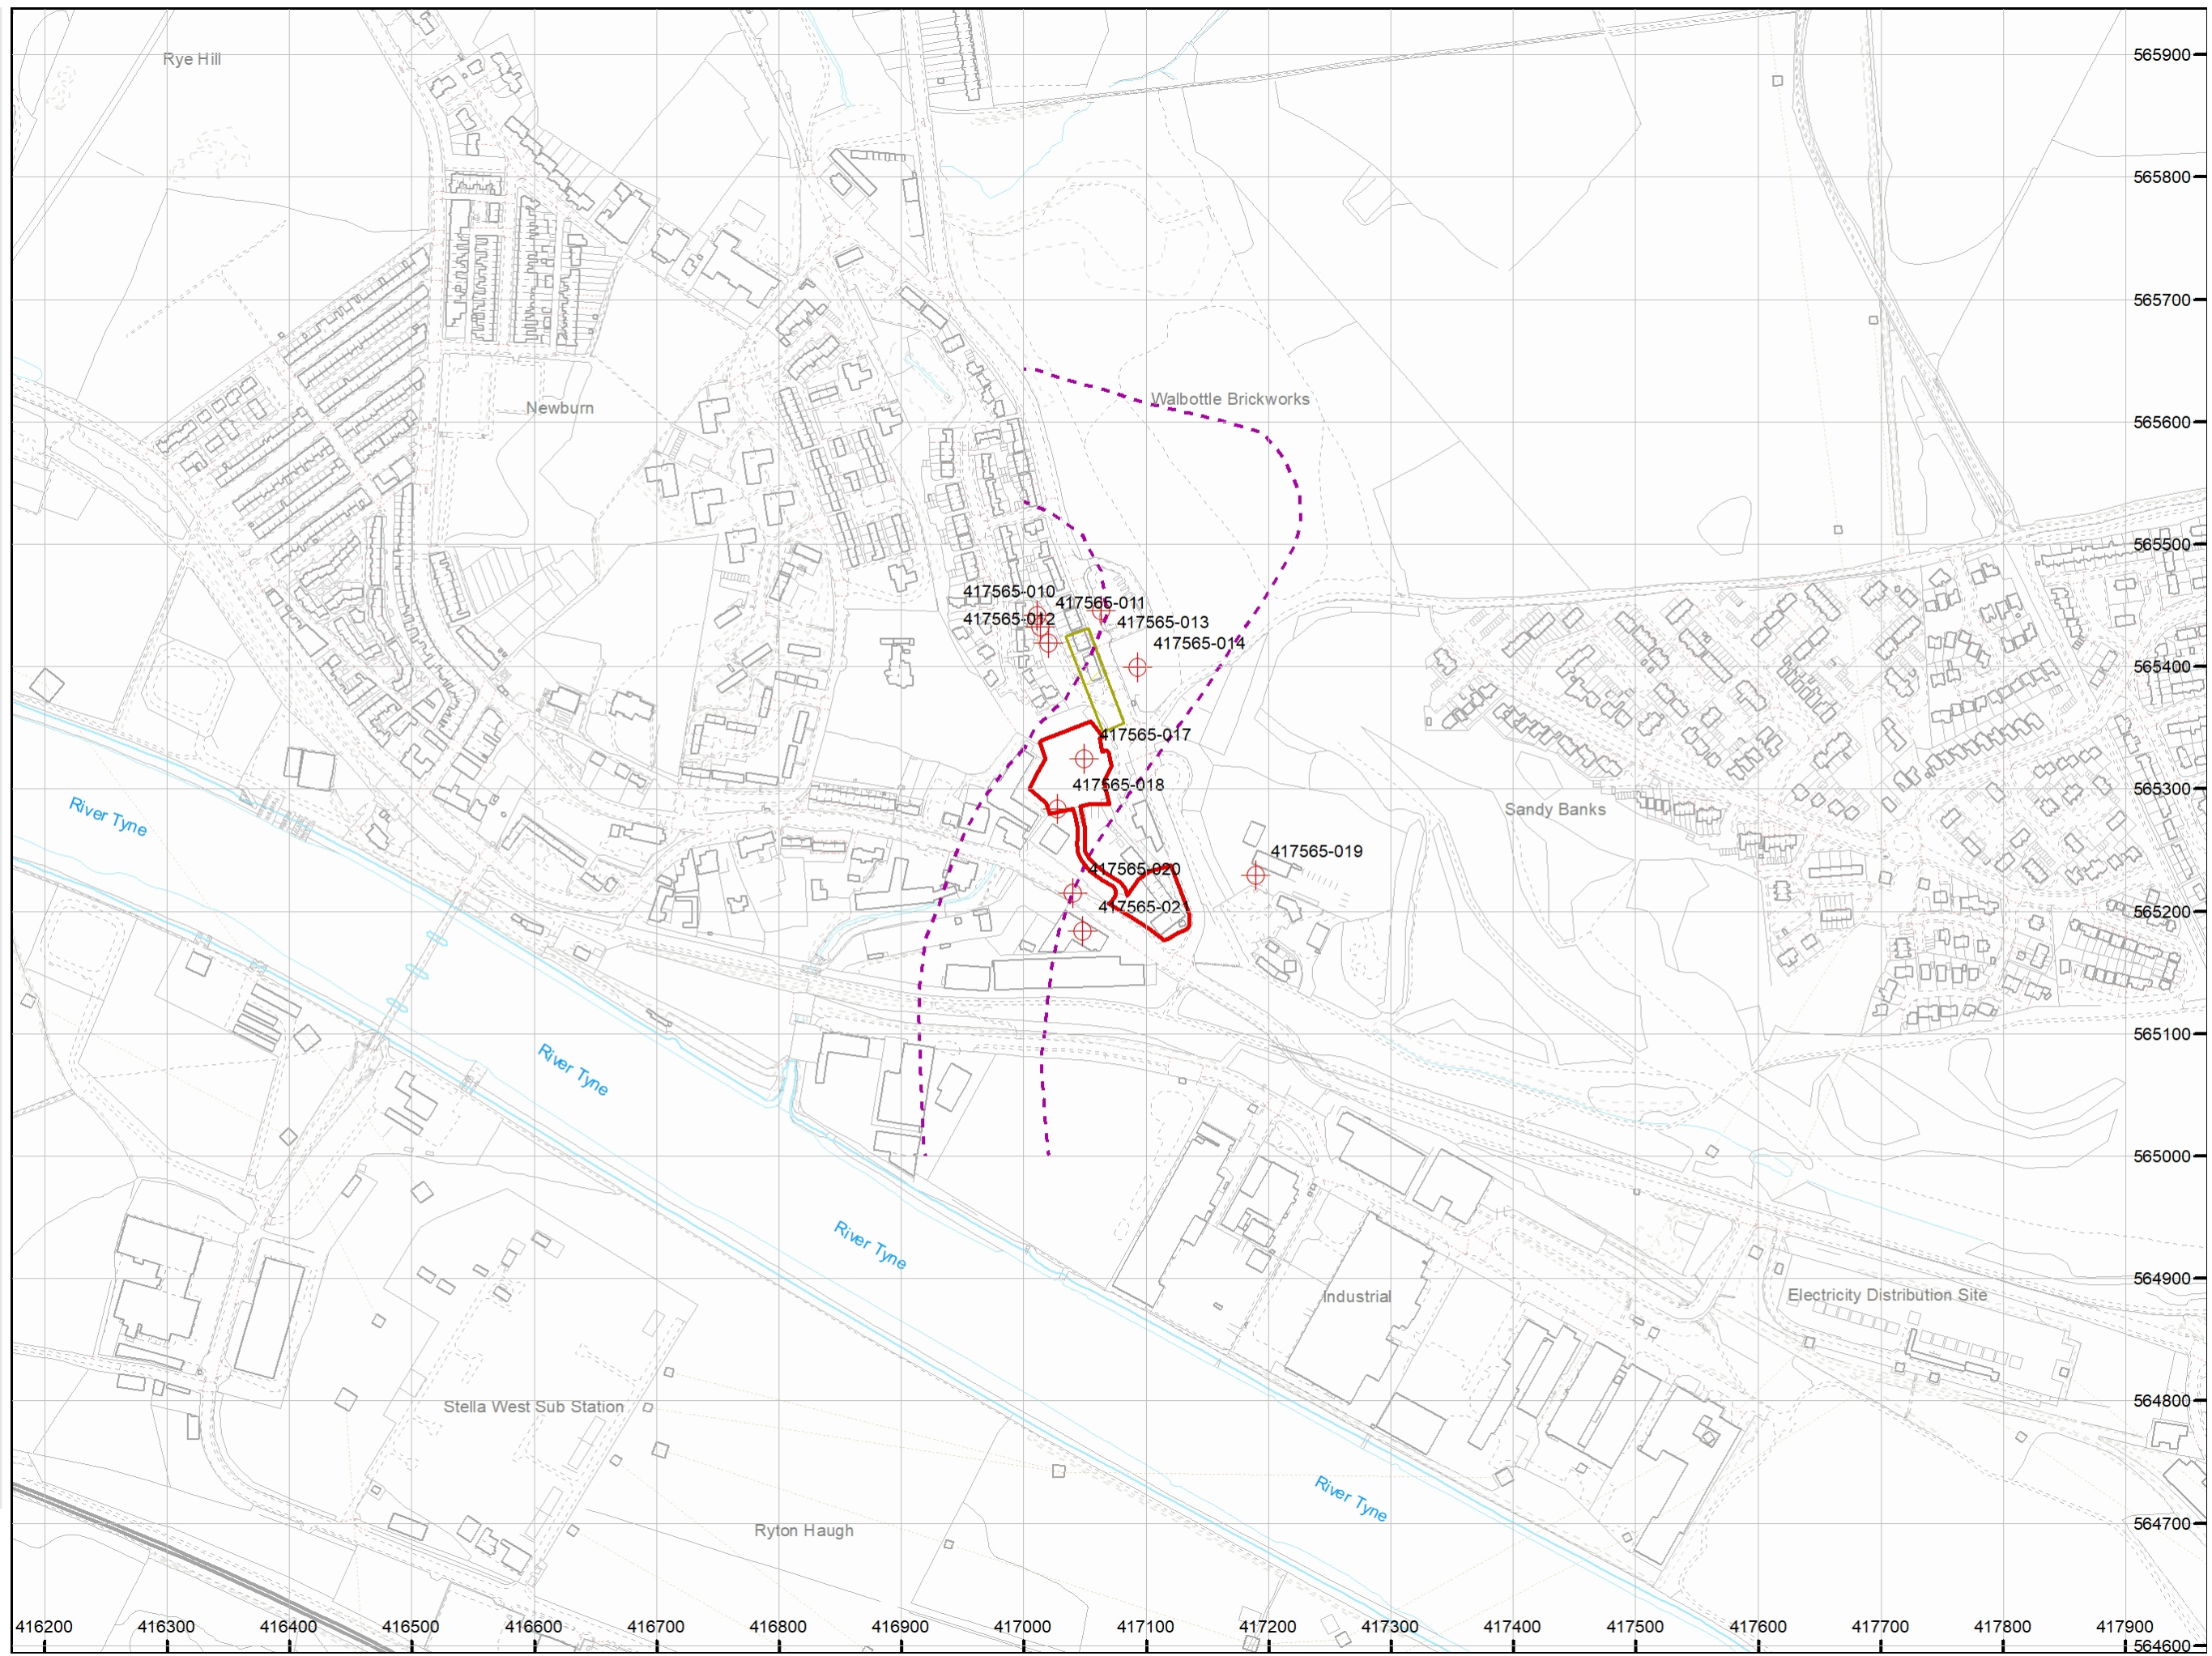 565900
Rye Hill
565800
565700
Walbottle Brickworks
Newburn
565600
565500
417565-010
417565-011
417565-012
417565-013
417565-014
565400
417565-017
417565-018
565300
River Tyne
Sandy Banks
417565-019
417565-020
417565-021
565200
565100
River Tyne
565000
River Tyne
564900
Industrial
Electricity Distribution Site
564800
Stella West Sub Station
River Tyne
564700
Ryton Haugh
416200 416300 416400 416500 416600 416700 416800 416900 417000 417100 417200 417300 417400 417500 417600 417700 417800 417900
564600